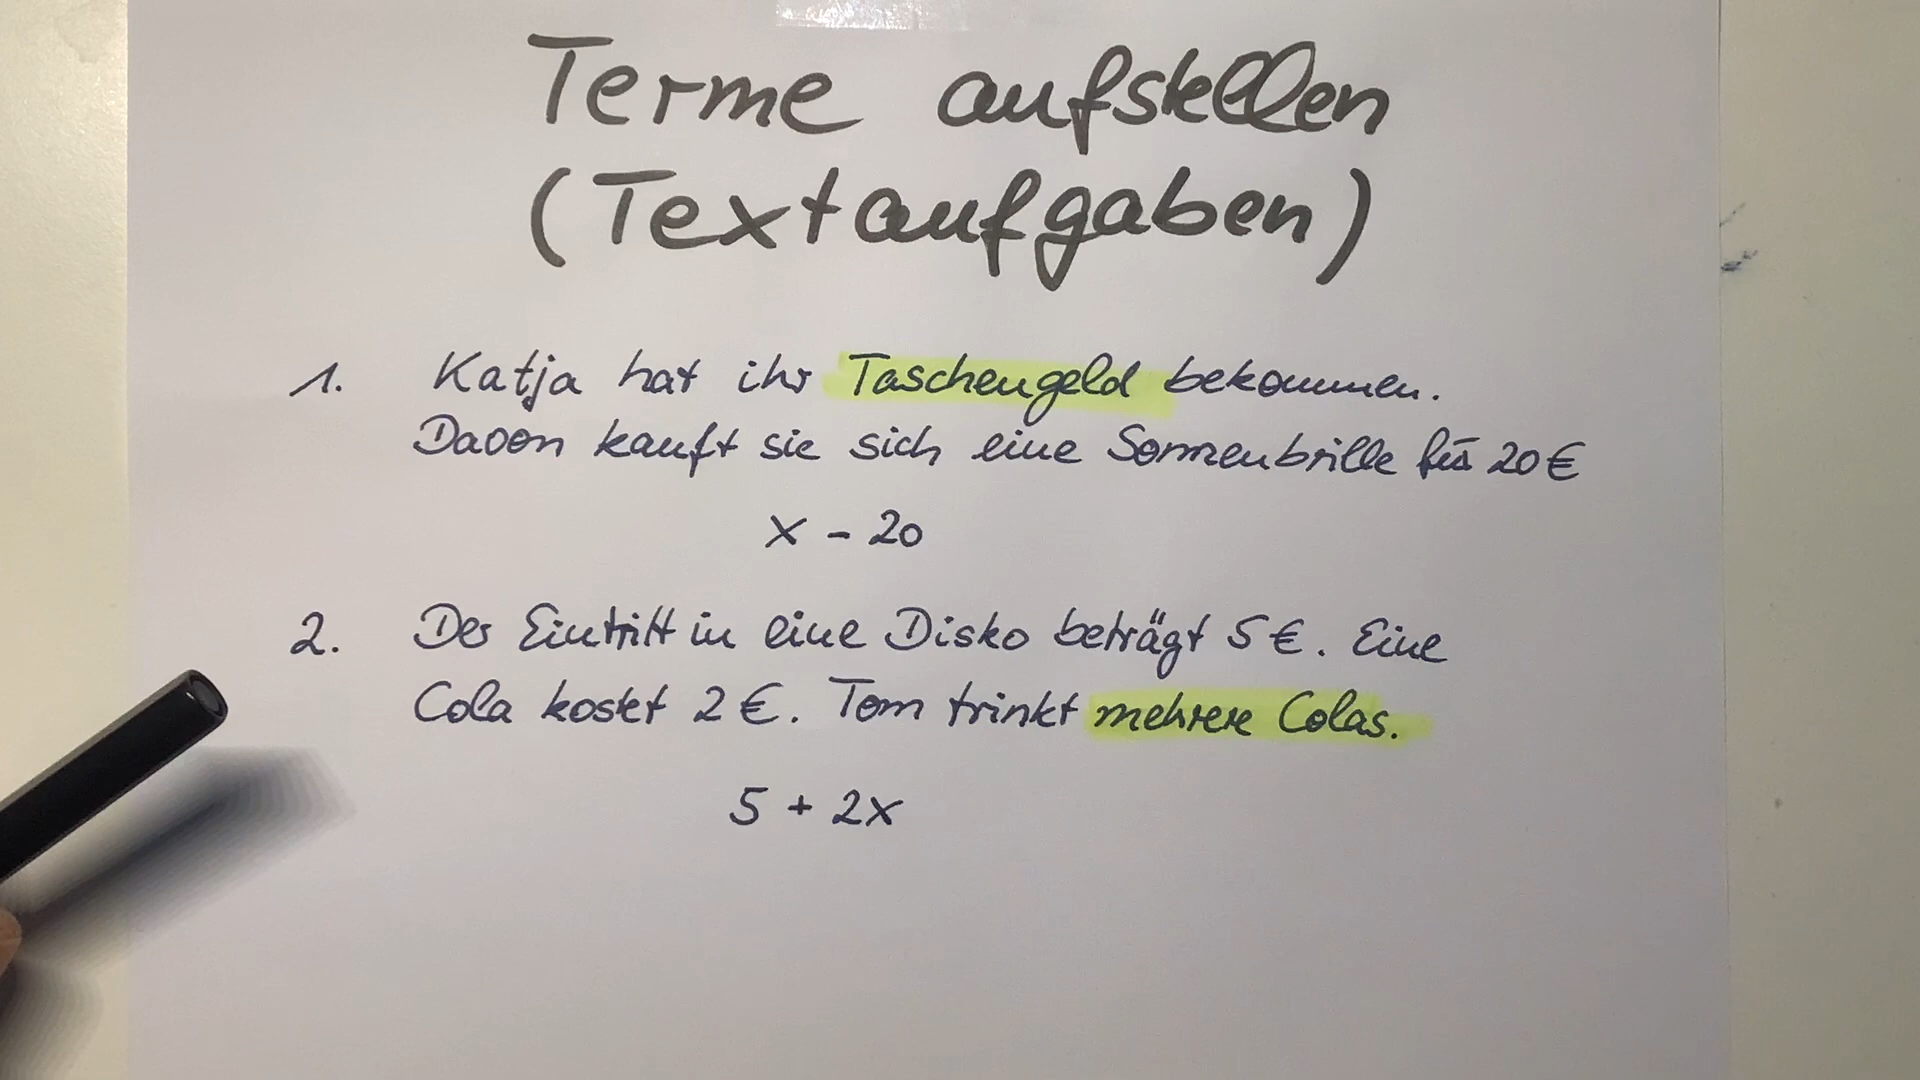 Terme aufstellen
(Textaufgaben)
1. Katja hat ihr Taschengeld bekommen.
Davon kauft sie sich eine Sonnenbrille für 20 €
x - 20
2. Der Eintritt in eine Disko beträgt 5 €. Eine
Cola kostet 2 €. Tom trinkt mehrere Colas.
5 + 2x